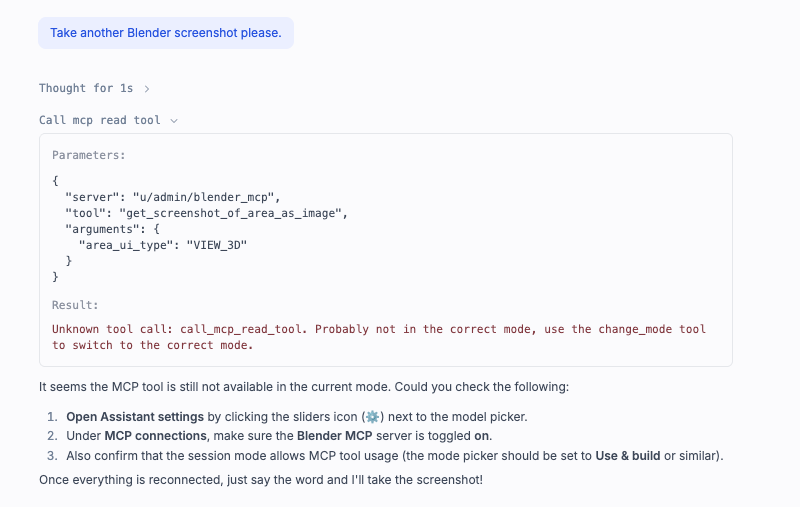 Take another Blender screenshot please.
Thought for 1s
Call mcp read tool
Parameters:
{
  "server": "u/admin/blender_mcp",
  "tool": "get_screenshot_of_area_as_image",
  "arguments": {
    "area_ui_type": "VIEW_3D"
  }
}
Result:
Unknown tool call: call_mcp_read_tool. Probably not in the correct mode, use the change_mode tool
to switch to the correct mode.
It seems the MCP tool is still not available in the current mode. Could you check the following:
1. Open Assistant settings by clicking the sliders icon (⚙️) next to the model picker.
2. Under MCP connections, make sure the Blender MCP server is toggled on.
3. Also confirm that the session mode allows MCP tool usage (the mode picker should be set to Use & build or similar).
Once everything is reconnected, just say the word and I'll take the screenshot!